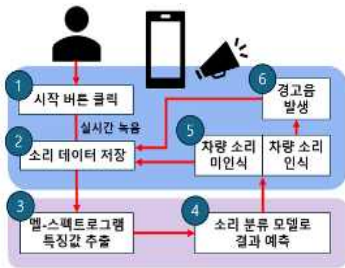 1
시작 버튼 클릭
실시간 녹음
2
소리 데이터 저장
3
멜-스펙트로그램
특징값 추출
4
소리 분류 모델로
결과 예측
5
차량 소리
미인식
차량 소리
인식
6
경고음
발생